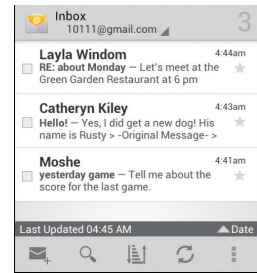 Inbox
10111@gmail.com
3
Layla Windom 4:44am
RE: about Monday — Let's meet at the
Green Garden Restaurant at 6 pm
Catheryn Kiley 4:43am
Hello! — Yes, I did get a new dog! His
name is Rusty > -Original Message- >
Moshe 4:41am
yesterday game — Tell me about the
score for the last game.
Last Updated 04:45 AM Date